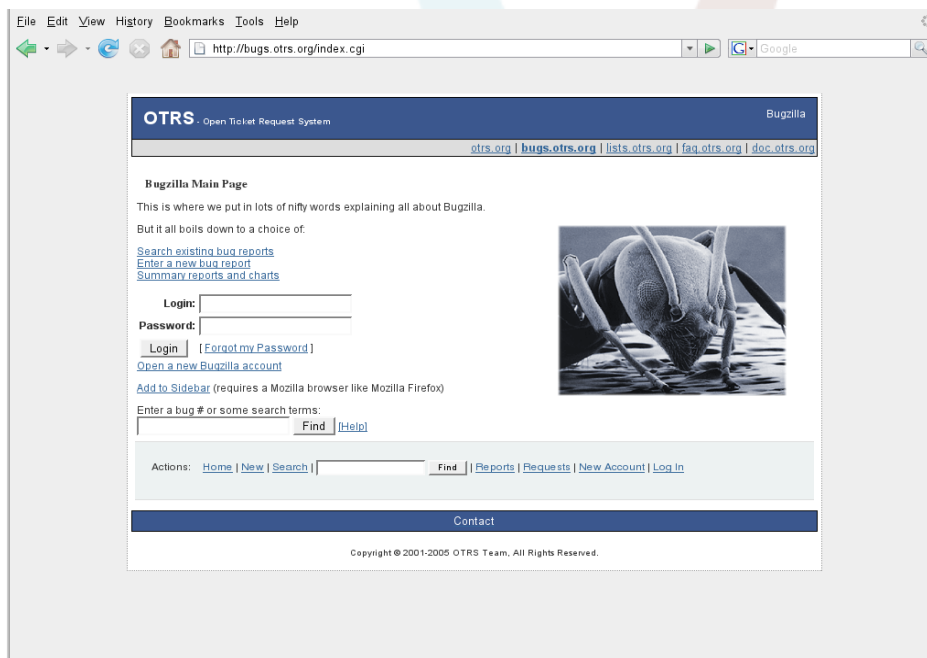 File Edit View History Bookmarks Tools Help
http://bugs.otrs.org/index.cgi
G Google
OTRS - Open Ticket Request System
Bugzilla
otrs.org | bugs.otrs.org | lists.otrs.org | faq.otrs.org | doc.otrs.org
Bugzilla Main Page
This is where we put in lots of nifty words explaining all about Bugzilla.
But it all boils down to a choice of:
Search existing bug reports
Enter a new bug report
Summary reports and charts
Login:
Password:
Login [ Forgot my Password ]
Open a new Bugzilla account
Add to Sidebar (requires a Mozilla browser like Mozilla Firefox)
Enter a bug # or some search terms:
Find [Help]
Actions: Home | New | Search | Find | Reports | Requests | New Account | Log In
Contact
Copyright © 2001-2005 OTRS Team, All Rights Reserved.